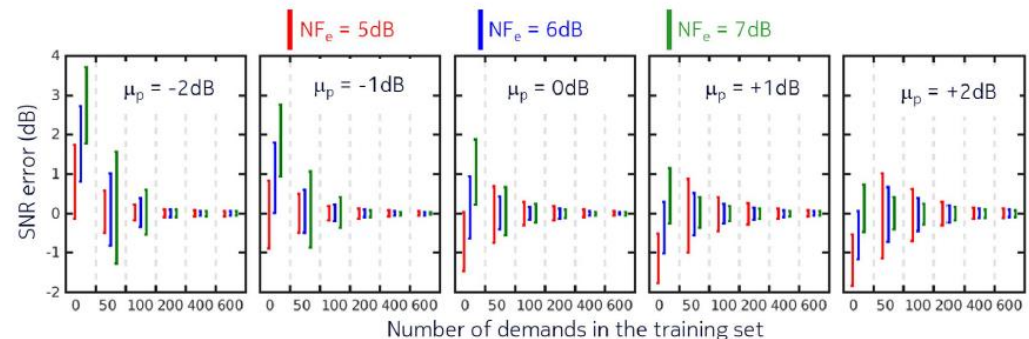 NFe = 5dB NFe = 6dB NFe = 7dB
SNR error (dB)
4
3
2
1
0
-1
-2
μp = -2dB μp = -1dB μp = 0dB μp = +1dB μp = +2dB
0 50 100 200 400 600 0 50 100 200 400 600 0 50 100 200 400 600 0 50 100 200 400 600 0 50 100 200 400 600
Number of demands in the training set